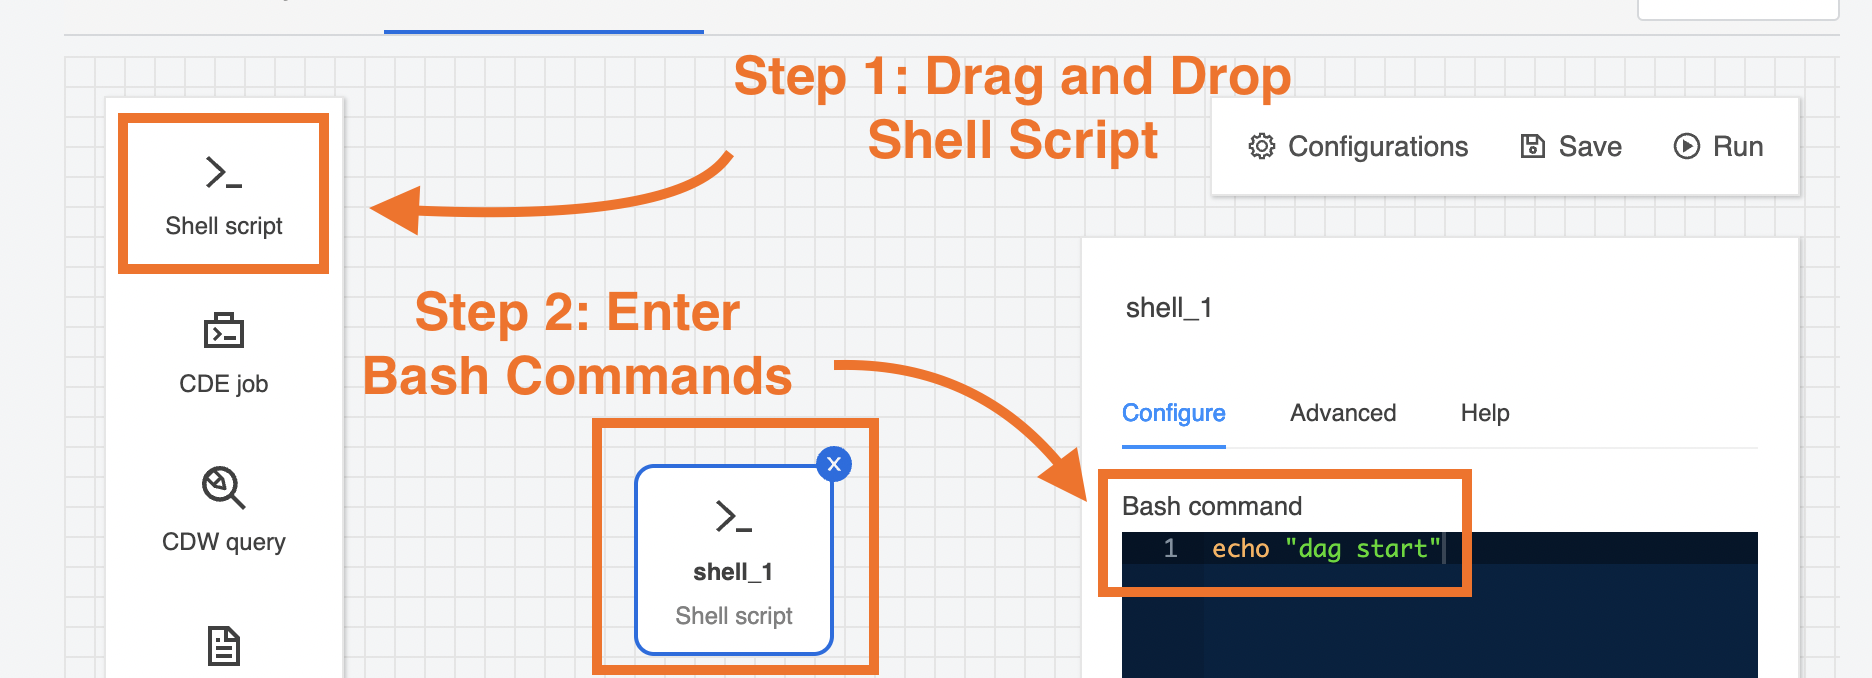 Step 1: Drag and Drop
Shell Script
Configurations
Save
Run
>_
Shell script
CDE job
CDW query
Step 2: Enter
Bash Commands
x
>_
shell_1
Shell script
shell_1
Configure
Advanced
Help
Bash command
1 echo "dag start"